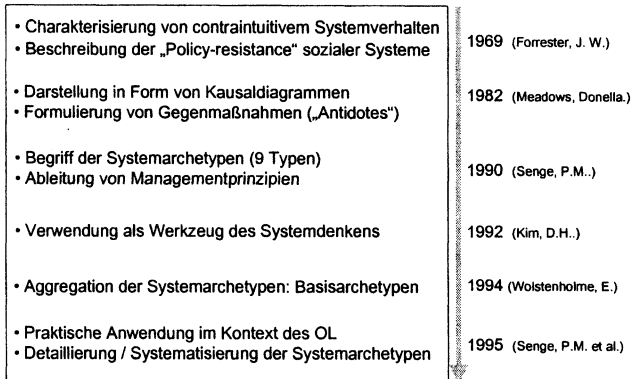 • Charakterisierung von contraintuitivem Systemverhalten
• Beschreibung der „Policy-resistance“ sozialer Systeme
1969 (Forrester, J. W.)
• Darstellung in Form von Kausaldiagrammen
• Formulierung von Gegenmaßnahmen („Antidotes“)
1982 (Meadows, Donella.)
• Begriff der Systemarchetypen (9 Typen)
• Ableitung von Managementprinzipien
1990 (Senge, P.M..)
• Verwendung als Werkzeug des Systemdenkens
1992 (Kim, D.H..)
• Aggregation der Systemarchetypen: Basisarchetypen
1994 (Wolstenholme, E.)
• Praktische Anwendung im Kontext des OL
• Detaillierung / Systematisierung der Systemarchetypen
1995 (Senge, P.M. et al.)